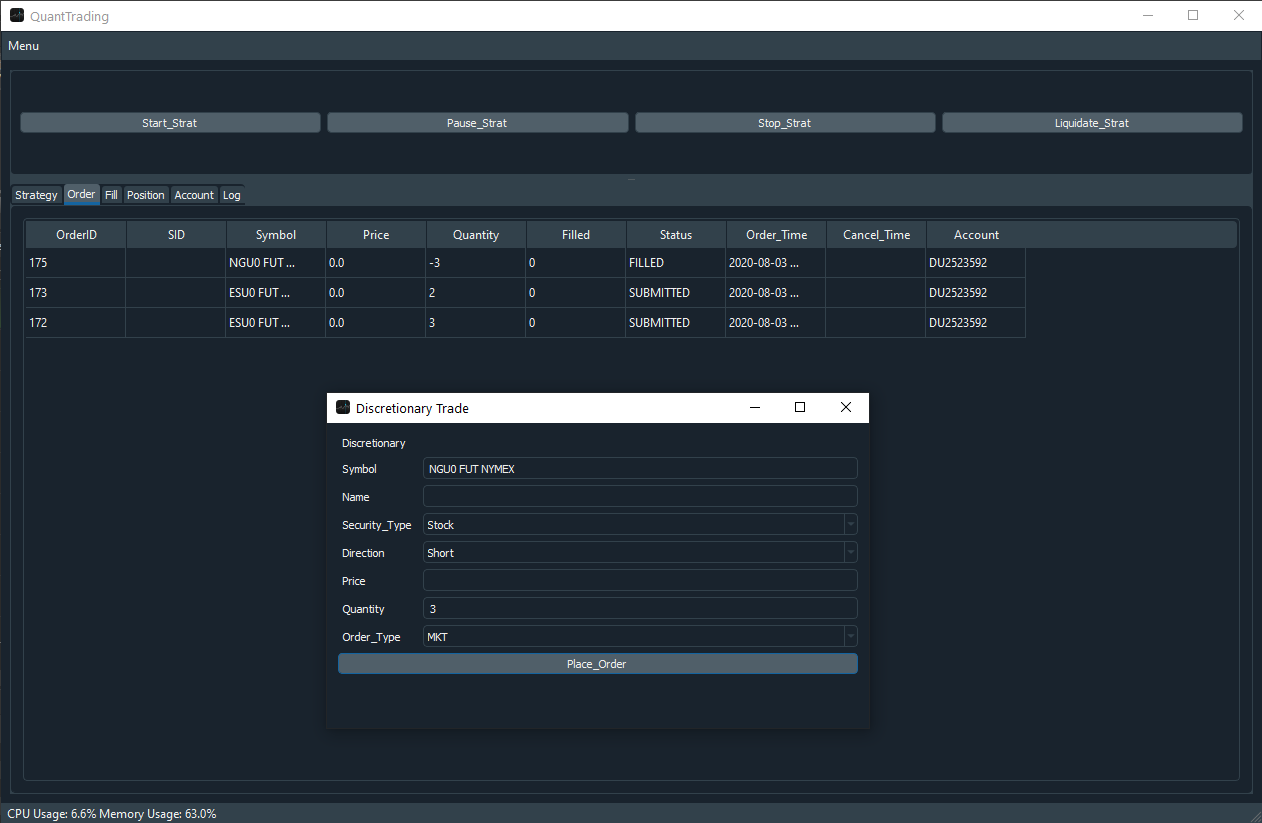 QuantTrading
Menu
Start_Strat Pause_Strat Stop_Strat Liquidate_Strat
Strategy Order Fill Position Account Log
OrderID SID Symbol Price Quantity Filled Status Order_Time Cancel_Time Account
175 NGU0 FUT ... 0.0 -3 0 FILLED 2020-08-03 ... DU2523592
173 ESU0 FUT ... 0.0 2 0 SUBMITTED 2020-08-03 ... DU2523592
172 ESU0 FUT ... 0.0 3 0 SUBMITTED 2020-08-03 ... DU2523592
Discretionary Trade
Discretionary
Symbol NGU0 FUT NYMEX
Name
Security_Type Stock
Direction Short
Price
Quantity 3
Order_Type MKT
Place_Order
CPU Usage: 6.6% Memory Usage: 63.0%